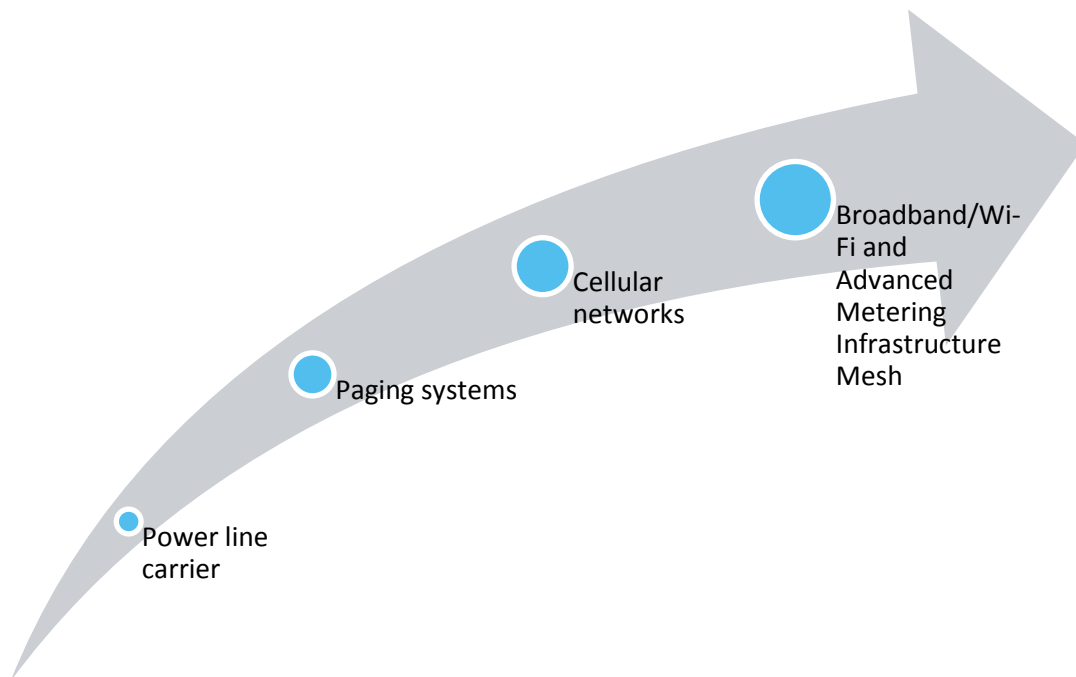 Power line
carrier
Paging systems
Cellular
networks
Broadband/Wi-
Fi and
Advanced
Metering
Infrastructure
Mesh